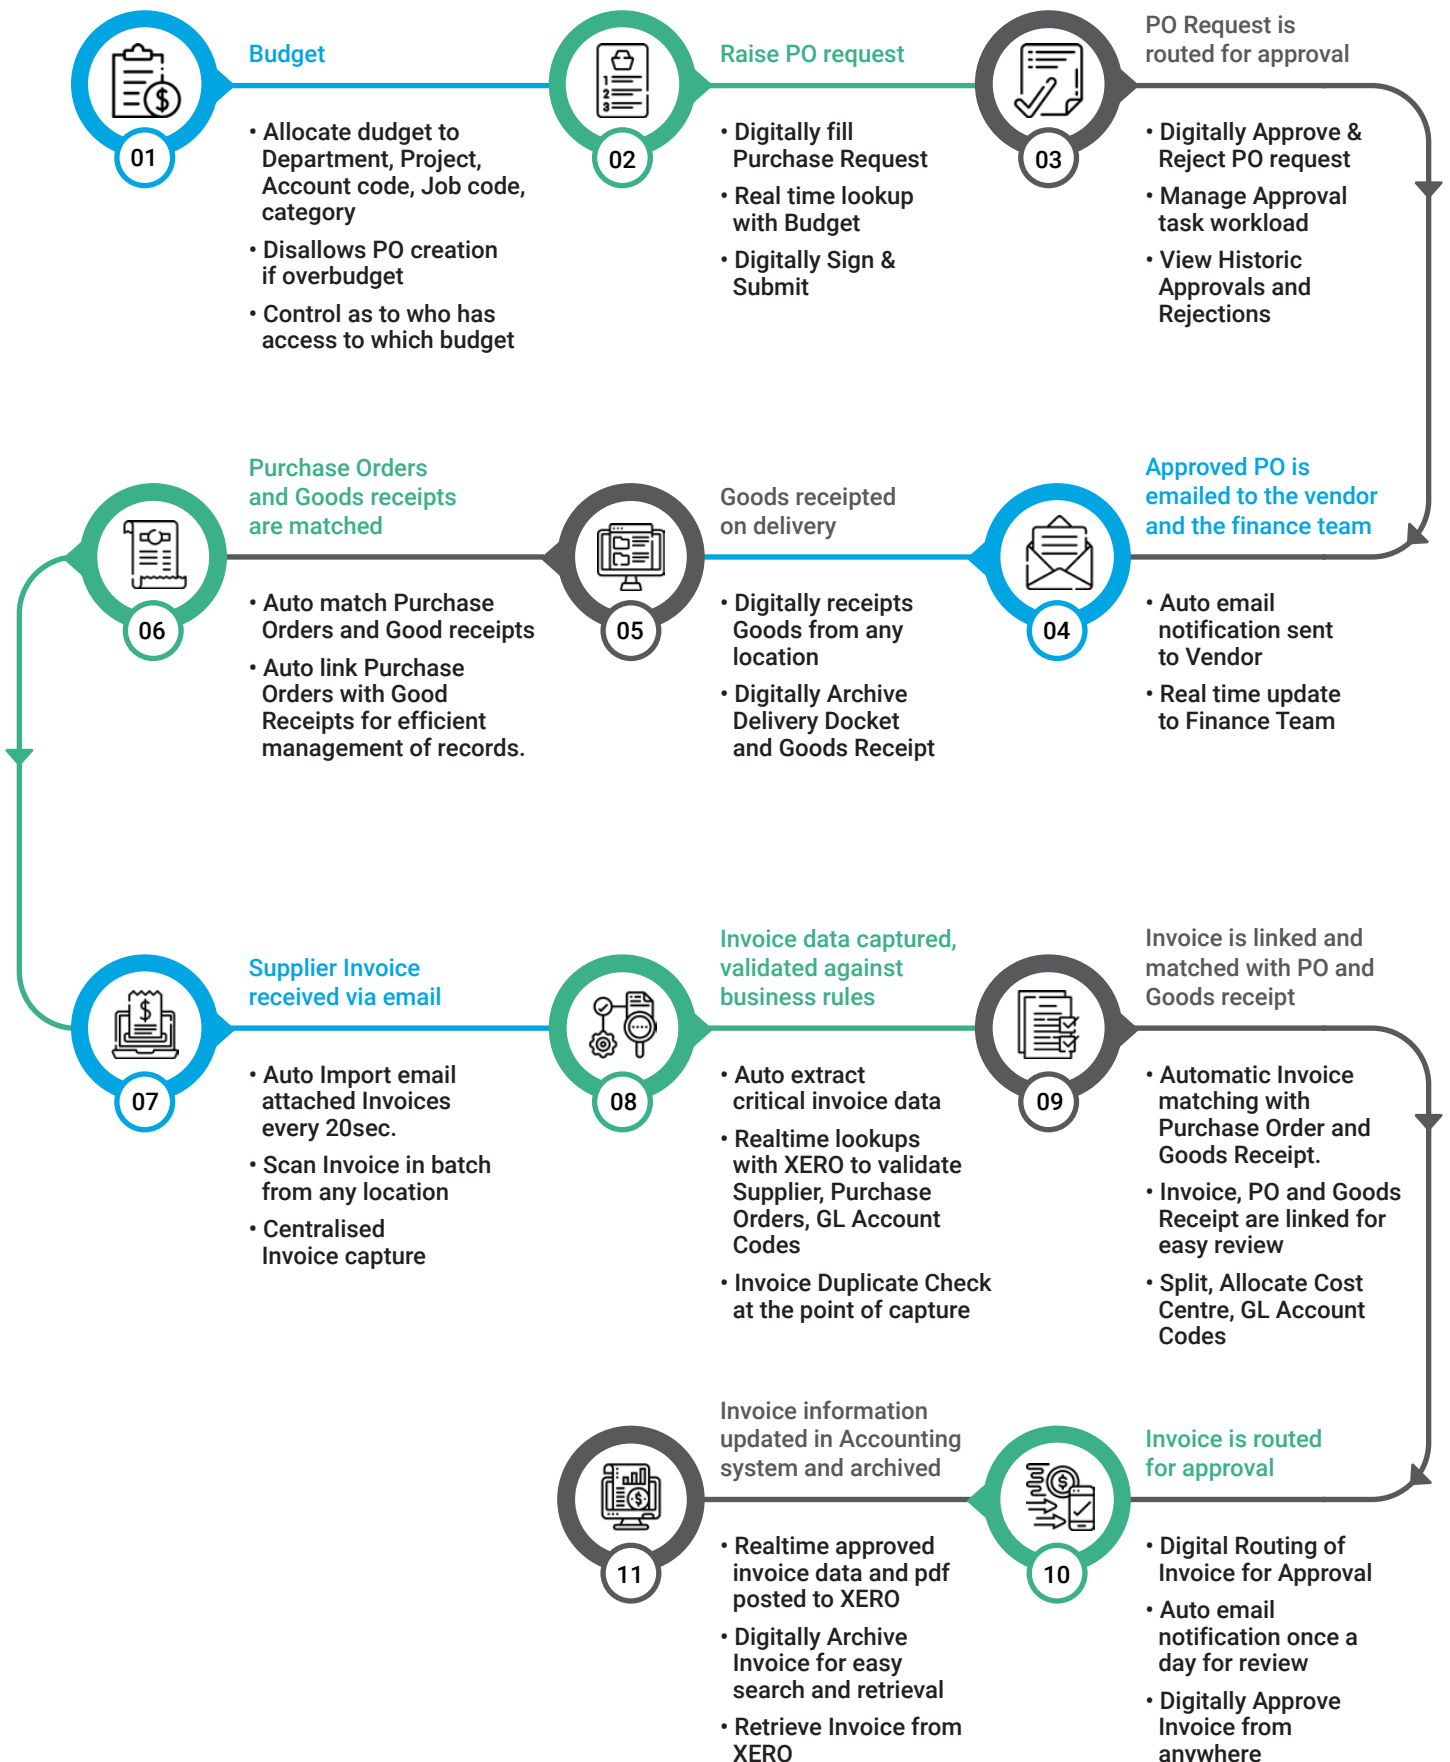 01
Budget
• Allocate dudget to
Department, Project,
Account code, Job code,
category
• Disallows PO creation
if overbudget
• Control as to who has
access to which budget
02
1
2
3
Raise PO request
• Digitally fill
Purchase Request
• Real time lookup
with Budget
• Digitally Sign &
Submit
03
PO Request is
routed for approval
• Digitally Approve &
Reject PO request
• Manage Approval
task workload
• View Historic
Approvals and
Rejections
04
Approved PO is
emailed to the vendor
and the finance team
• Auto email
notification sent
to Vendor
• Real time update
to Finance Team
05
Goods receipted
on delivery
• Digitally receipts
Goods from any
location
• Digitally Archive
Delivery Docket
and Goods Receipt
06
Purchase Orders
and Goods receipts
are matched
• Auto match Purchase
Orders and Good receipts
• Auto link Purchase
Orders with Good
Receipts for efficient
management of records.
07
Supplier Invoice
received via email
• Auto Import email
attached Invoices
every 20sec.
• Scan Invoice in batch
from any location
• Centralised
Invoice capture
08
Invoice data captured,
validated against
business rules
• Auto extract
critical invoice data
• Realtime lookups
with XERO to validate
Supplier, Purchase
Orders, GL Account
Codes
• Invoice Duplicate Check
at the point of capture
09
Invoice is linked and
matched with PO and
Goods receipt
• Automatic Invoice
matching with
Purchase Order and
Goods Receipt.
• Invoice, PO and Goods
Receipt are linked for
easy review
• Split, Allocate Cost
Centre, GL Account
Codes
10
Invoice is routed
for approval
• Digital Routing of
Invoice for Approval
• Auto email
notification once a
day for review
• Digitally Approve
Invoice from
anywhere
11
Invoice information
updated in Accounting
system and archived
• Realtime approved
invoice data and pdf
posted to XERO
• Digitally Archive
Invoice for easy
search and retrieval
• Retrieve Invoice from
XERO